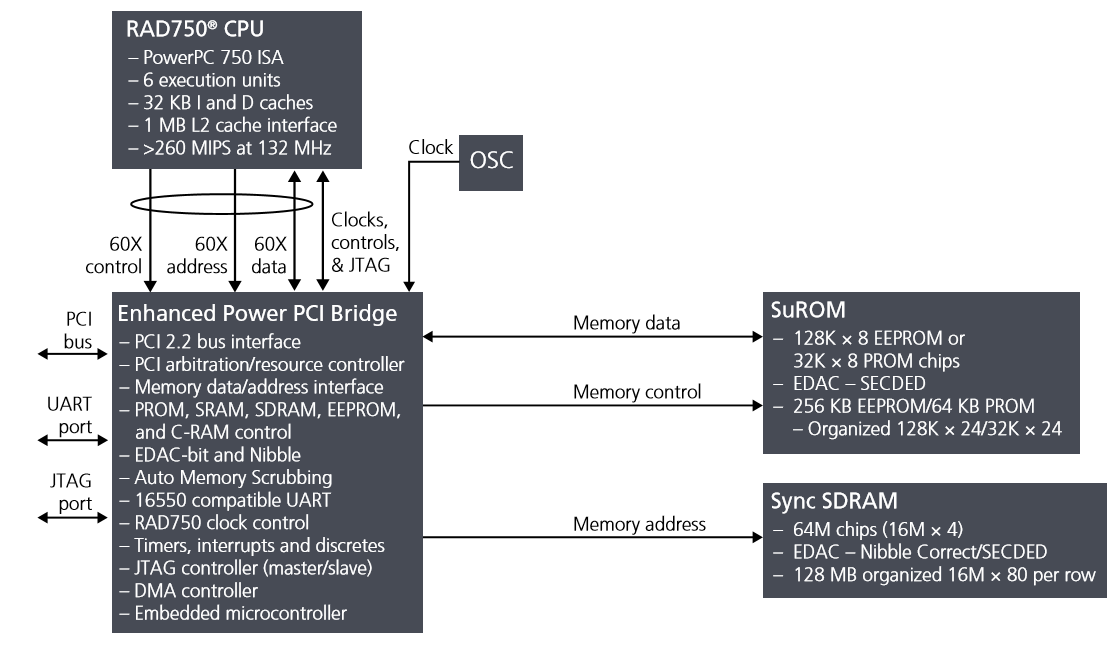 RAD750® CPU
– PowerPC 750 ISA
– 6 execution units
– 32 KB I and D caches
– 1 MB L2 cache interface
– >260 MIPS at 132 MHz
Clock
OSC
60X
control
60X
address
60X
data
Clocks,
controls,
& JTAG
PCI
bus
UART
port
JTAG
port
Enhanced Power PCI Bridge
– PCI 2.2 bus interface
– PCI arbitration/resource controller
– Memory data/address interface
– PROM, SRAM, SDRAM, EEPROM,
and C-RAM control
– EDAC-bit and Nibble
– Auto Memory Scrubbing
– 16550 compatible UART
– RAD750 clock control
– Timers, interrupts and discretes
– JTAG controller (master/slave)
– DMA controller
– Embedded microcontroller
Memory data
Memory control
Memory address
SuROM
– 128K × 8 EEPROM or
32K × 8 PROM chips
– EDAC – SECDED
– 256 KB EEPROM/64 KB PROM
– Organized 128K × 24/32K × 24
Sync SDRAM
– 64M chips (16M × 4)
– EDAC – Nibble Correct/SECDED
– 128 MB organized 16M × 80 per row